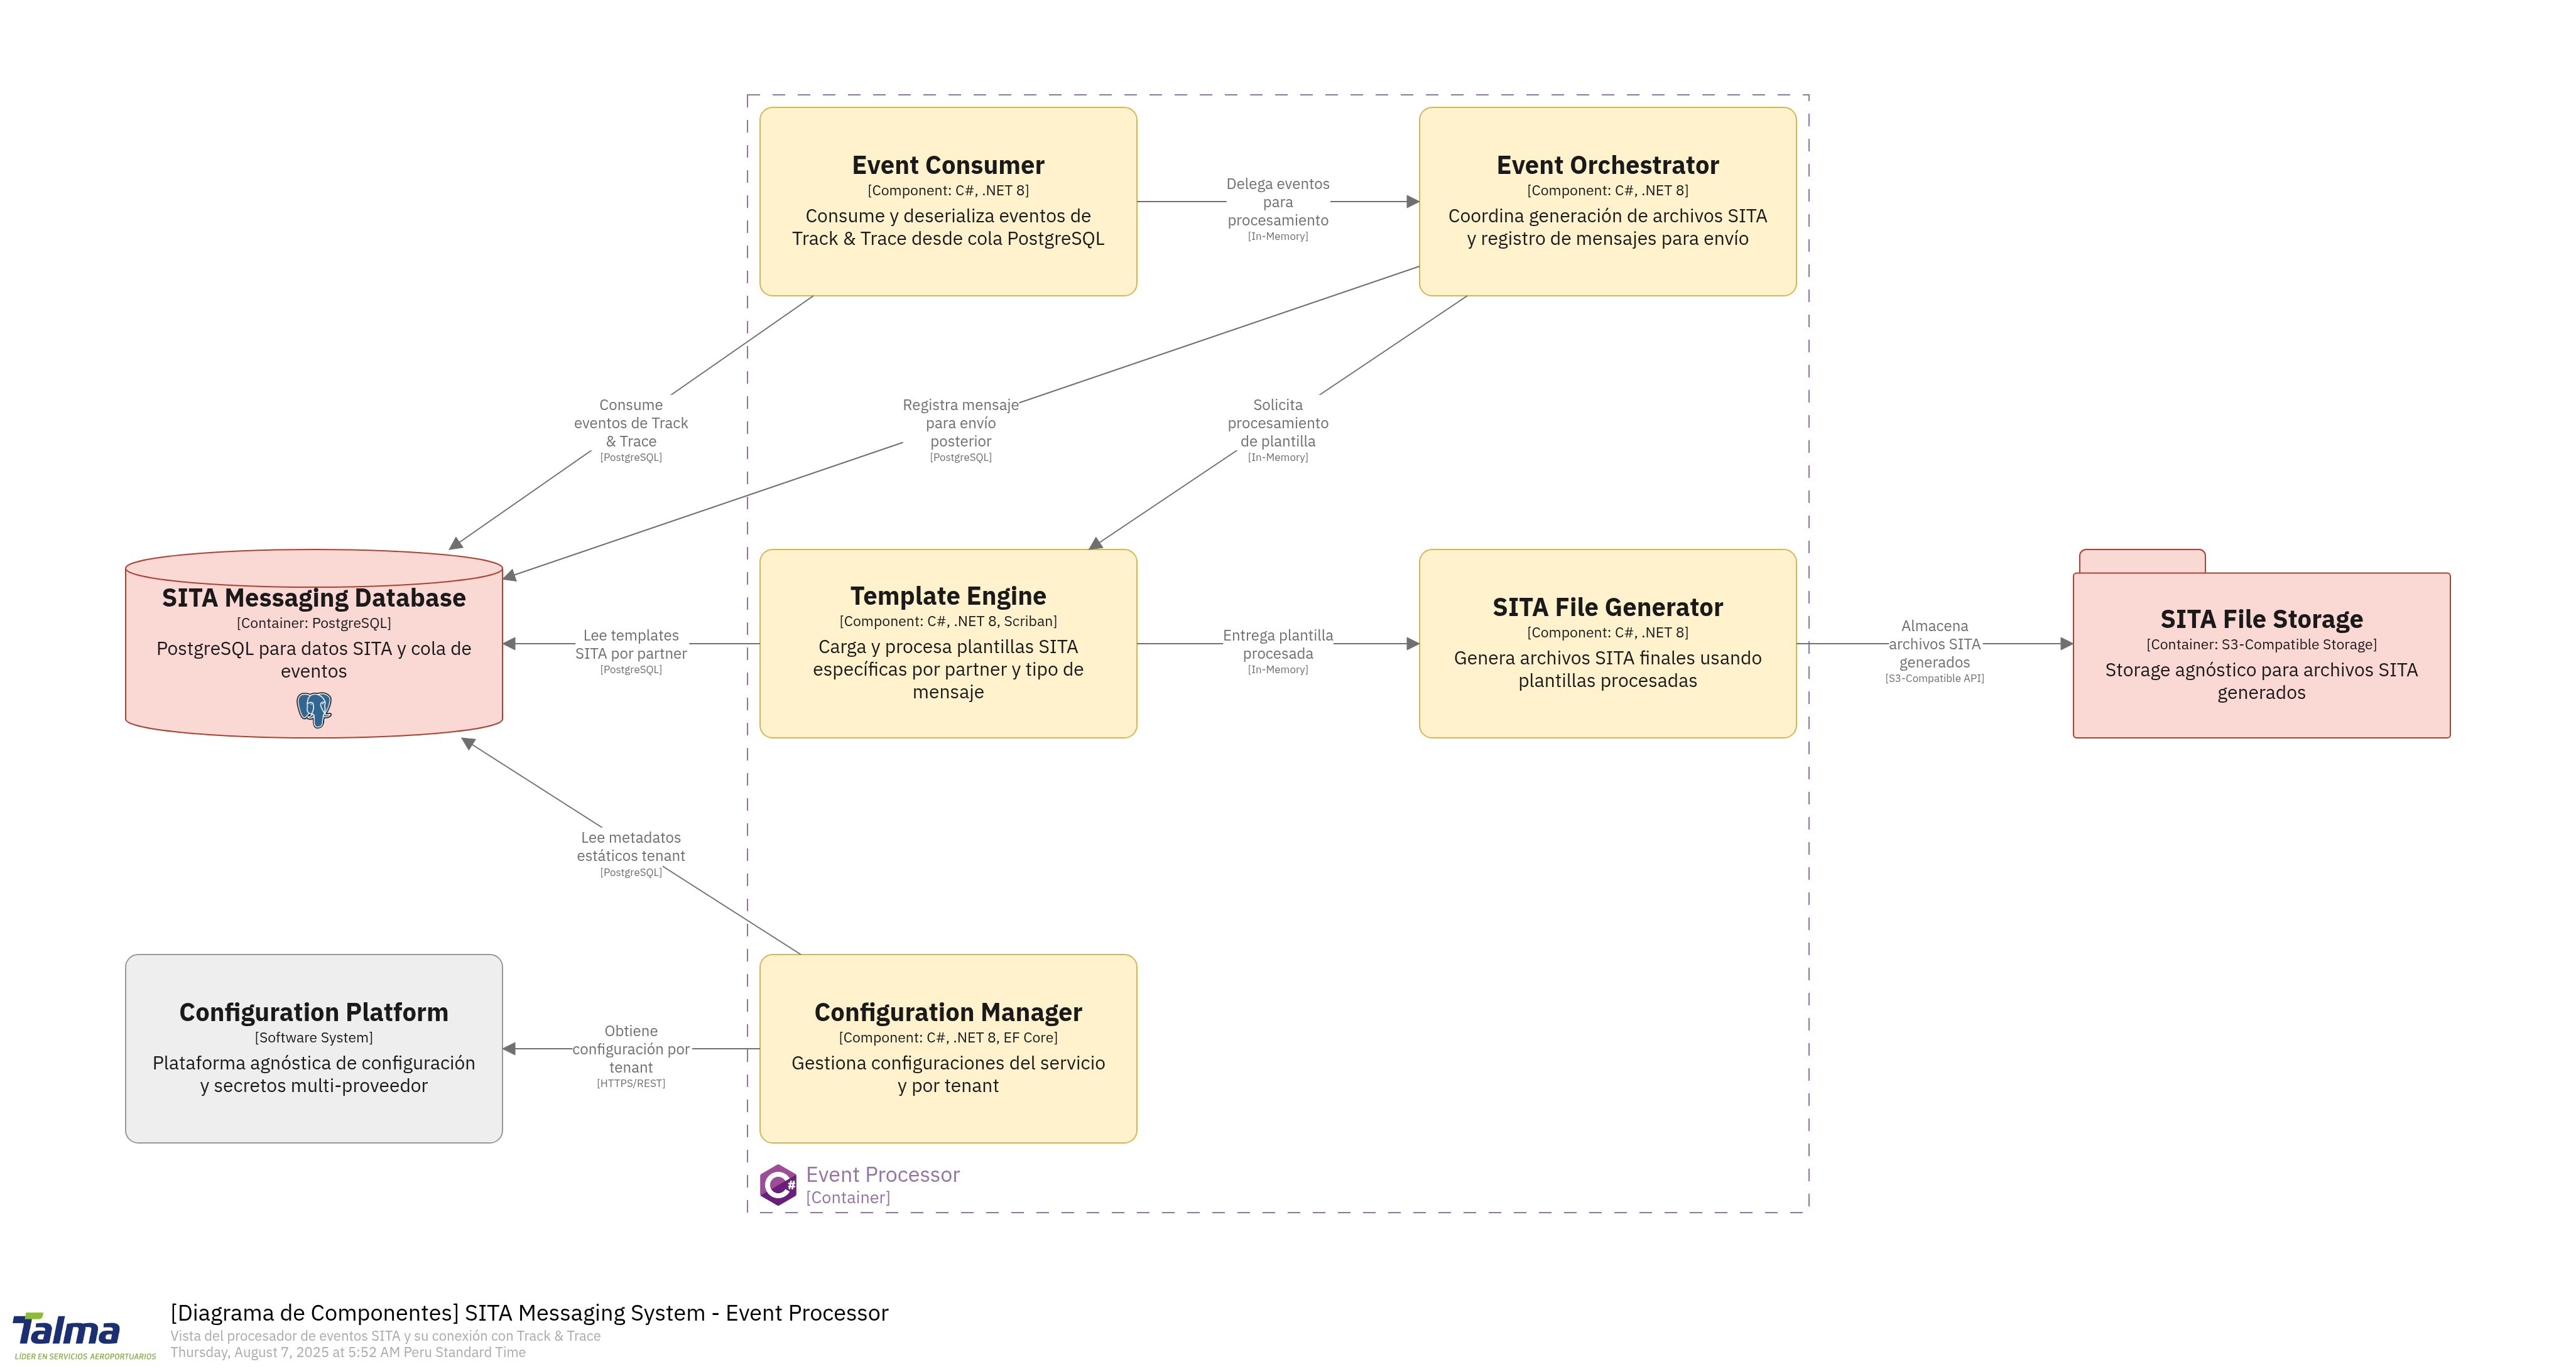 Event Consumer
[Component: C#, .NET 8]
Consume y deserializa eventos de
Track & Trace desde cola PostgreSQL
Delega eventos
para
procesamiento
[In-Memory]
Event Orchestrator
[Component: C#, .NET 8]
Coordina generación de archivos SITA
y registro de mensajes para envío
Consume
eventos de Track
& Trace
[PostgreSQL]
Registra mensaje
para envío
posterior
[PostgreSQL]
Solicita
procesamiento
de plantilla
[In-Memory]
SITA Messaging Database
[Container: PostgreSQL]
PostgreSQL para datos SITA y cola de
eventos
Lee templates
SITA por partner
[PostgreSQL]
Template Engine
[Component: C#, .NET 8, Scriban]
Carga y procesa plantillas SITA
específicas por partner y tipo de
mensaje
Entrega plantilla
procesada
[In-Memory]
SITA File Generator
[Component: C#, .NET 8]
Genera archivos SITA finales usando
plantillas procesadas
Almacena
archivos SITA
generados
[S3-Compatible API]
SITA File Storage
[Container: S3-Compatible Storage]
Storage agnóstico para archivos SITA
generados
Lee metadatos
estáticos tenant
[PostgreSQL]
Configuration Platform
[Software System]
Plataforma agnóstica de configuración
y secretos multi-proveedor
Obtiene
configuración por
tenant
[HTTPS/REST]
Configuration Manager
[Component: C#, .NET 8, EF Core]
Gestiona configuraciones del servicio
y por tenant
C#
Event Processor
[Container]
Talma
LÍDER EN SERVICIOS AEROPORTUARIOS
[Diagrama de Componentes] SITA Messaging System - Event Processor
Vista del procesador de eventos SITA y su conexión con Track & Trace
Thursday, August 7, 2025 at 5:52 AM Peru Standard Time